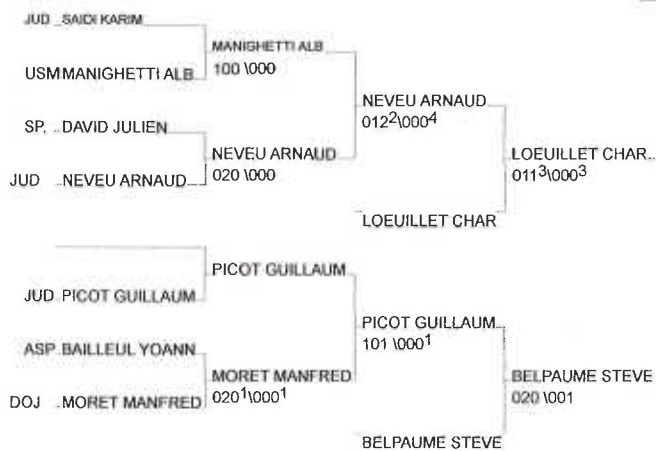 JUD SAIDI KARIM
MANIGHETTI ALB
100 \000
USM MANIGHETTI ALB
NEVEU ARNAUD
012²\000⁴
SP. DAVID JULIEN
NEVEU ARNAUD
020 \000
LOEUILLET CHAR
011³\000³
JUD NEVEU ARNAUD
LOEUILLET CHAR
PICOT GUILLAUM
JUD PICOT GUILLAUM
PICOT GUILLAUM
101 \000¹
ASP BAILLEUL YOANN
MORET MANFRED
020¹\000¹
BELPAUME STEVE
020 \001
DOJ MORET MANFRED
BELPAUME STEVE